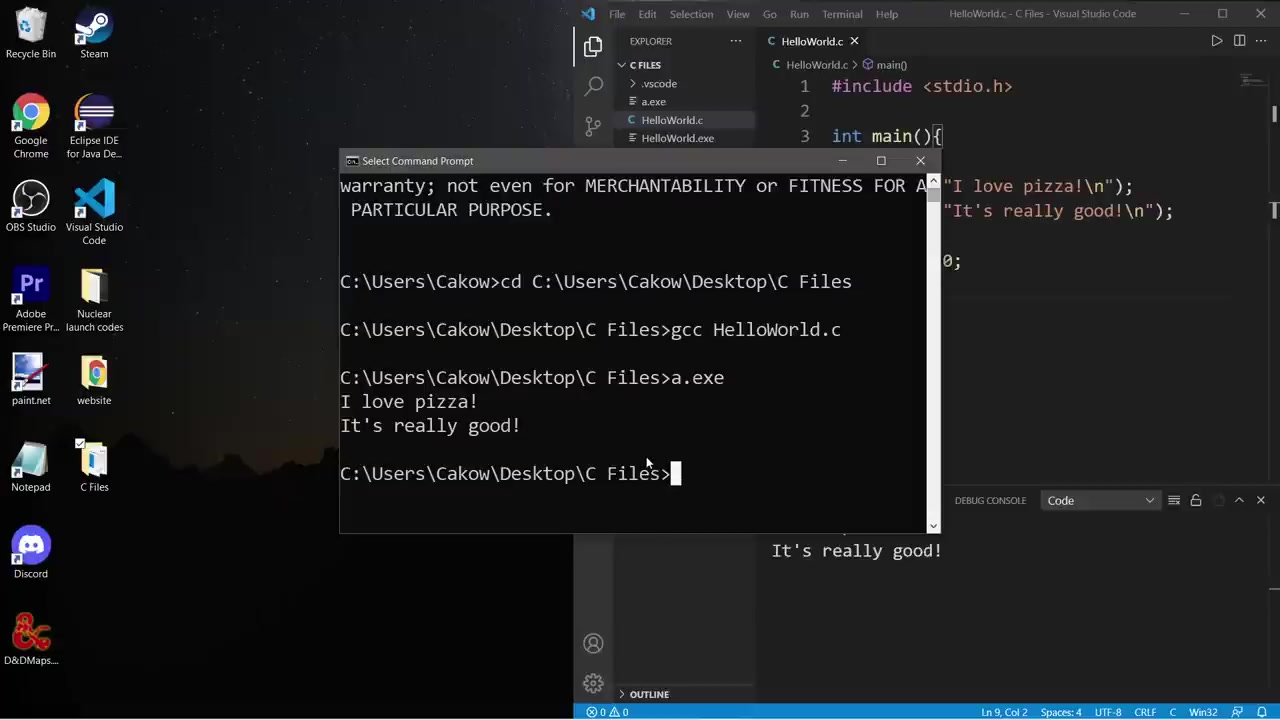 Recycle Bin
Steam
Google
Chrome
Eclipse IDE
for Java De...
OBS Studio
Visual Studio
Code
Adobe
Premiere Pr...
Nuclear
launch codes
paint.net
website
Notepad
C Files
Discord
D&DMaps....
File Edit Selection View Go Run Terminal Help HelloWorld.c - C Files - Visual Studio Code
EXPLORER
C FILES
.vscode
a.exe
C HelloWorld.c
HelloWorld.exe
C HelloWorld.c
C HelloWorld.c > main()
1 #include <stdio.h>
2
3 int main(){
"I love pizza!\n");
"It's really good!\n");
0;
Select Command Prompt
warranty; not even for MERCHANTABILITY or FITNESS FOR A
PARTICULAR PURPOSE.
C:\Users\Cakow>cd C:\Users\Cakow\Desktop\C Files
C:\Users\Cakow\Desktop\C Files>gcc HelloWorld.c
C:\Users\Cakow\Desktop\C Files>a.exe
I love pizza!
It's really good!
C:\Users\Cakow\Desktop\C Files>
DEBUG CONSOLE Code
It's really good!
OUTLINE
0 0 Ln 9, Col 2 Spaces: 4 UTF-8 CRLF C Win32